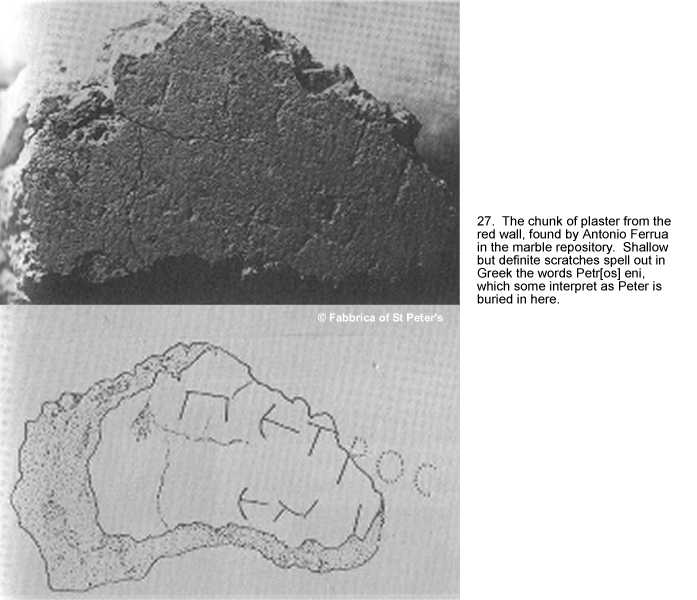 © Fabbrica of St Peter's
ΠΕΤΡΟϹ
ΕΝΙ
27. The chunk of plaster from the
red wall, found by Antonio Ferrua
in the marble repository. Shallow
but definite scratches spell out in
Greek the words Petr[os] eni,
which some interpret as Peter is
buried in here.